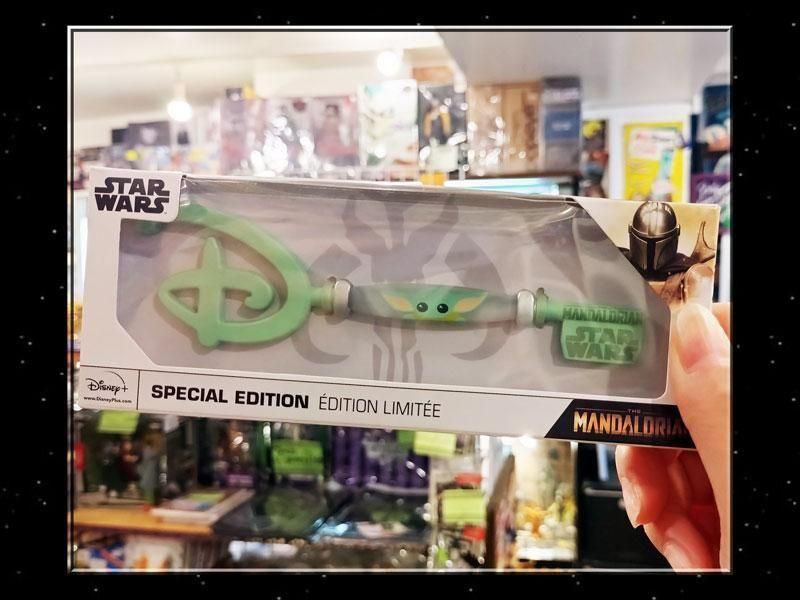 STAR
WARS
MANDALORIAN
STAR
WARS
Disney+
www.DisneyPlus.com
SPECIAL EDITION ÉDITION LIMITÉE
THE
MANDALORIAN